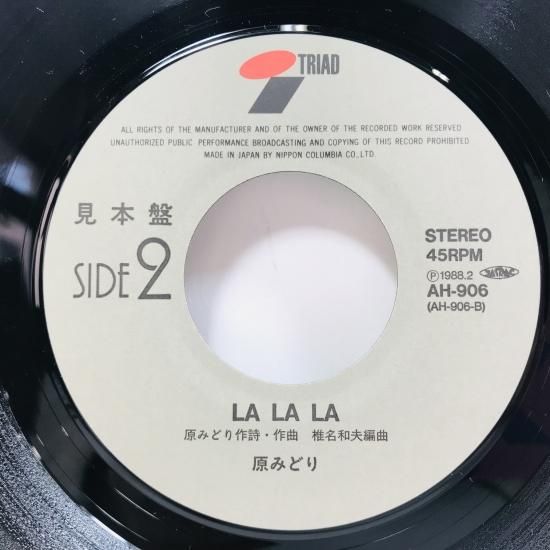 TRIAD
ALL RIGHTS OF THE MANUFACTURER AND OF THE OWNER OF THE RECORDED WORK RESERVED
UNAUTHORIZED PUBLIC PERFORMANCE BROADCASTING AND COPYING OF THIS RECORD PROHIBITED
MADE IN JAPAN BY NIPPON COLUMBIA CO., LTD.
見本盤
SIDE 2
STEREO
45RPM
Ⓟ1988.2 JASRAC
AH-906
(AH-906-B)
LA LA LA
原みどり作詩・作曲 椎名和夫編曲
原みどり